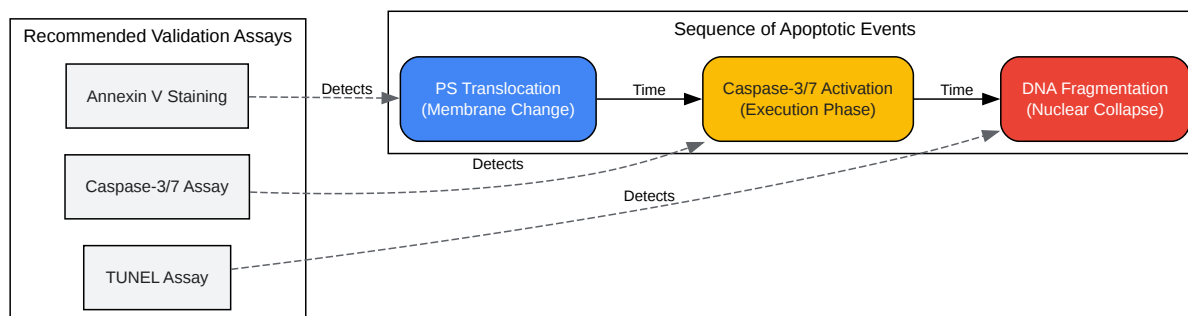 Recommended Validation Assays
Annexin V Staining
Caspase-3/7 Assay
TUNEL Assay
Sequence of Apoptotic Events
PS Translocation
(Membrane Change)
Time
Caspase-3/7 Activation
(Execution Phase)
Time
DNA Fragmentation
(Nuclear Collapse)
Detects
Detects
Detects